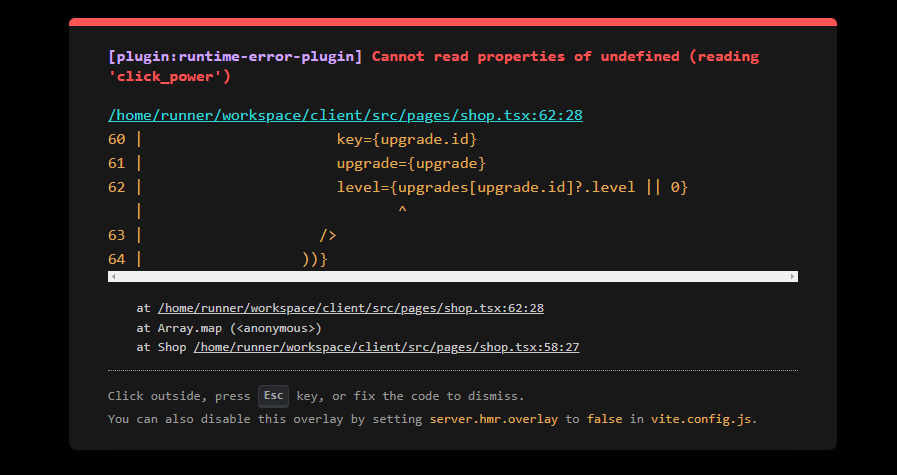 [plugin:runtime-error-plugin] Cannot read properties of undefined (reading
'click_power')
/home/runner/workspace/client/src/pages/shop.tsx:62:28
60 | key={upgrade.id}
61 | upgrade={upgrade}
62 | level={upgrades[upgrade.id]?.level || 0}
| ^
63 | />
64 | ))}
at /home/runner/workspace/client/src/pages/shop.tsx:62:28
at Array.map (<anonymous>)
at Shop /home/runner/workspace/client/src/pages/shop.tsx:58:27
Click outside, press Esc key, or fix the code to dismiss.
You can also disable this overlay by setting server.hmr.overlay to false in vite.config.js.